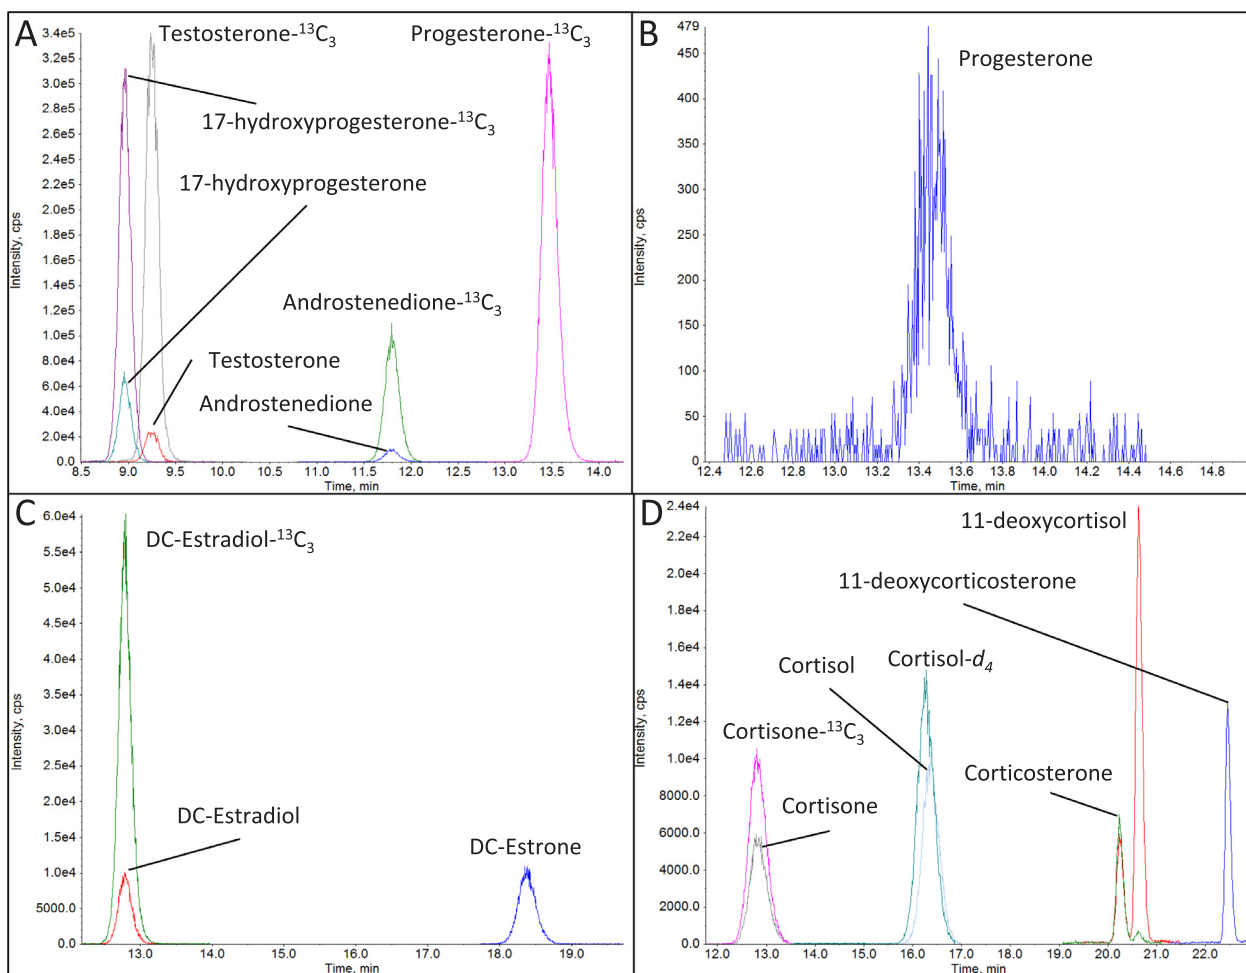 A
Testosterone-¹³C₃
Progesterone-¹³C₃
17-hydroxyprogesterone-¹³C₃
17-hydroxyprogesterone
Androstenedione-¹³C₃
Testosterone
Androstenedione
Intensity, cps
3.4e5
3.2e5
3.0e5
2.8e5
2.6e5
2.4e5
2.2e5
2.0e5
1.8e5
1.6e5
1.4e5
1.2e5
1.0e5
8.0e4
6.0e4
4.0e4
2.0e4
0.0
8.5 9.0 9.5 10.0 10.5 11.0 11.5 12.0 12.5 13.0 13.5 14.0
Time, min
B
Progesterone
Intensity, cps
479
450
400
350
300
250
200
150
100
50
0
12.4 12.6 12.8 13.0 13.2 13.4 13.6 13.8 14.0 14.2 14.4 14.6 14.8
Time, min
C
DC-Estradiol-¹³C₃
DC-Estradiol
DC-Estrone
Intensity, cps
5.5e4
5.0e4
4.5e4
4.0e4
3.5e4
3.0e4
2.5e4
2.0e4
1.5e4
1.0e4
5000.0
0.0
13.0 14.0 15.0 16.0 17.0 18.0 19.0
Time, min
D
11-deoxycortisol
11-deoxycorticosterone
Cortisol
Cortisol-d₄
Cortisone-¹³C₃
Corticosterone
Cortisone
Intensity, cps
2.4e4
2.2e4
2.0e4
1.8e4
1.6e4
1.4e4
1.2e4
1.0e4
8000.0
6000.0
4000.0
2000.0
0.0
12.0 13.0 14.0 15.0 16.0 17.0 18.0 19.0 20.0 21.0 22.0
Time, min